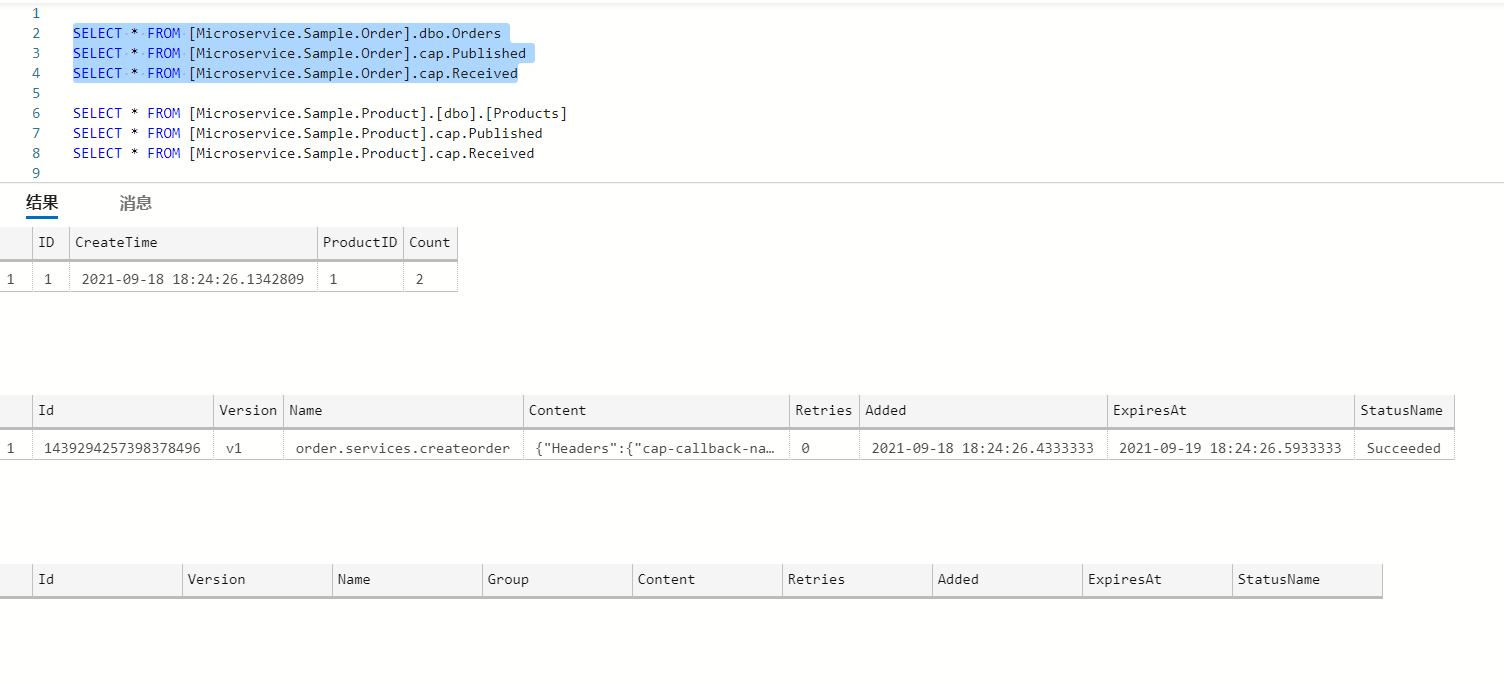 1
2 SELECT * FROM [Microservice.Sample.Order].dbo.Orders
3 SELECT * FROM [Microservice.Sample.Order].cap.Published
4 SELECT * FROM [Microservice.Sample.Order].cap.Received
5
6 SELECT * FROM [Microservice.Sample.Product].[dbo].[Products]
7 SELECT * FROM [Microservice.Sample.Product].cap.Published
8 SELECT * FROM [Microservice.Sample.Product].cap.Received
9
结果 消息
ID CreateTime ProductID Count
1 1 2021-09-18 18:24:26.1342809 1 2
Id Version Name Content Retries Added ExpiresAt StatusName
1 1439294257398378496 v1 order.services.createorder {"Headers":{"cap-callback-na… 0 2021-09-18 18:24:26.4333333 2021-09-19 18:24:26.5933333 Succeeded
Id Version Name Group Content Retries Added ExpiresAt StatusName